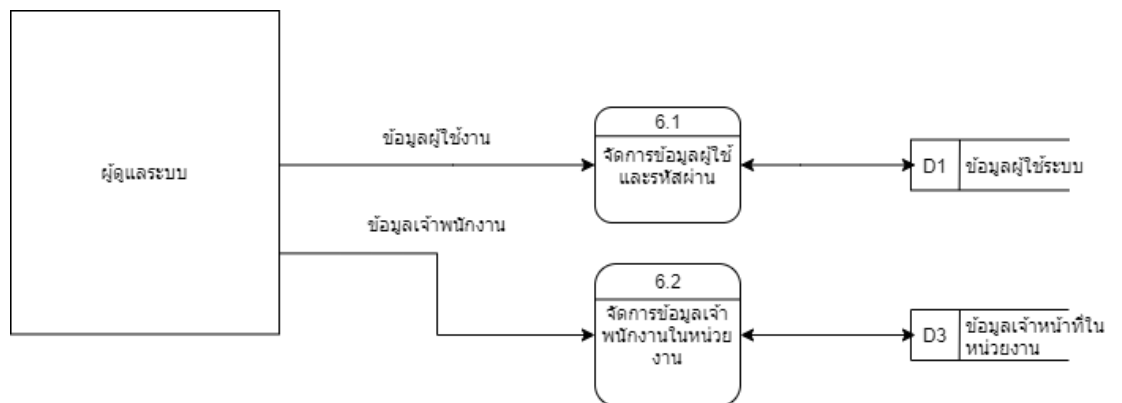 ผู้ดูแลระบบ
ข้อมูลผู้ใช้งาน
6.1
จัดการข้อมูลผู้ใช้
และรหัสผ่าน
D1
ข้อมูลผู้ใช้ระบบ
ข้อมูลเจ้าพนักงาน
6.2
จัดการข้อมูลเจ้า
พนักงานในหน่วย
งาน
D3
ข้อมูลเจ้าหน้าที่ใน
หน่วยงาน